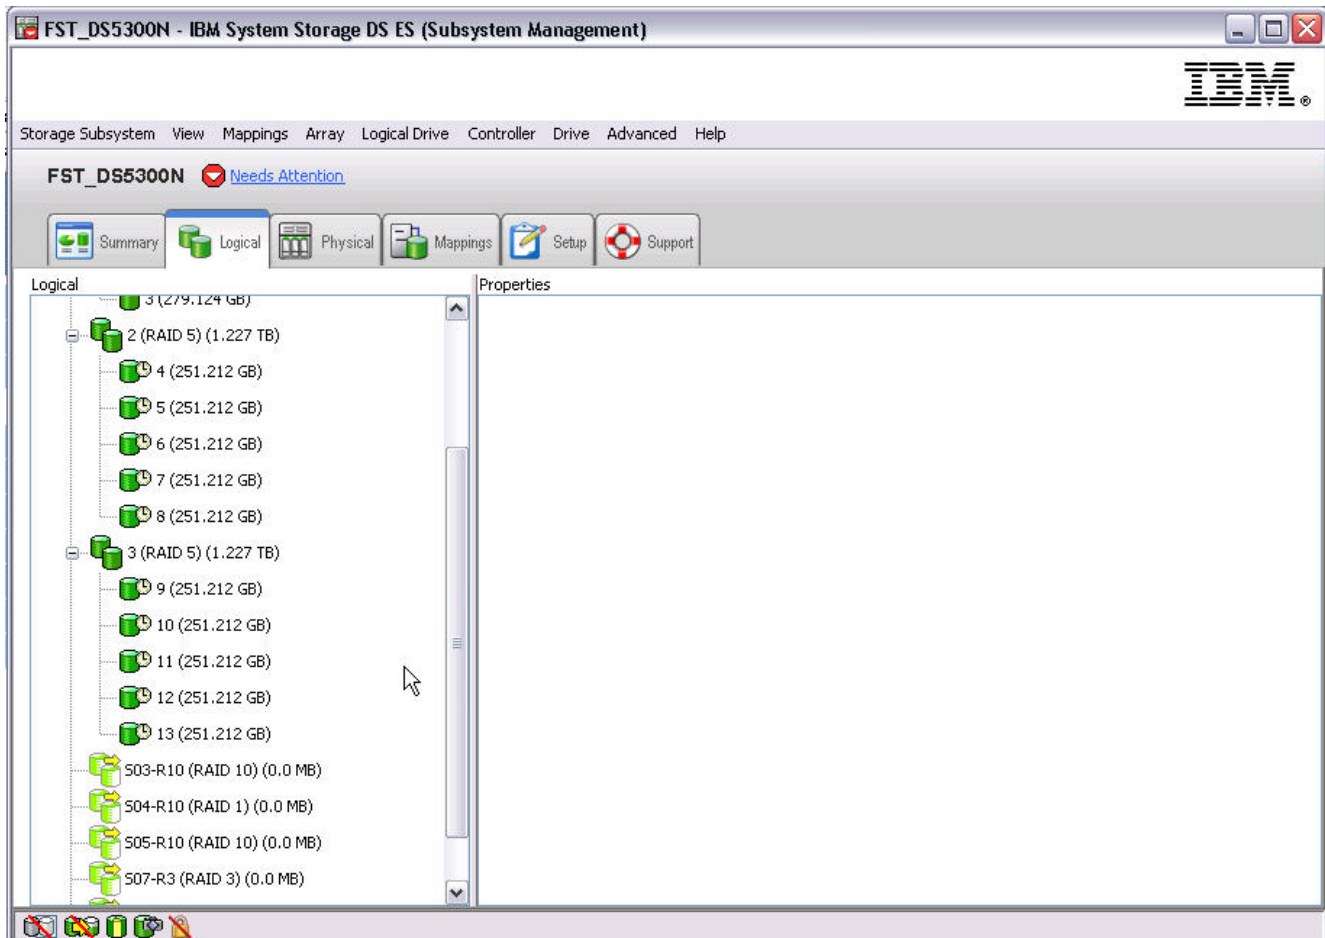 FST_DS5300N - IBM System Storage DS ES (Subsystem Management)
IBM®
Storage Subsystem View Mappings Array Logical Drive Controller Drive Advanced Help
FST_DS5300N Needs Attention
Summary Logical Physical Mappings Setup Support
Logical Properties
3 (279.124 GB)
2 (RAID 5) (1.227 TB)
4 (251.212 GB)
5 (251.212 GB)
6 (251.212 GB)
7 (251.212 GB)
8 (251.212 GB)
3 (RAID 5) (1.227 TB)
9 (251.212 GB)
10 (251.212 GB)
11 (251.212 GB)
12 (251.212 GB)
13 (251.212 GB)
S03-R10 (RAID 10) (0.0 MB)
S04-R10 (RAID 1) (0.0 MB)
S05-R10 (RAID 10) (0.0 MB)
S07-R3 (RAID 3) (0.0 MB)